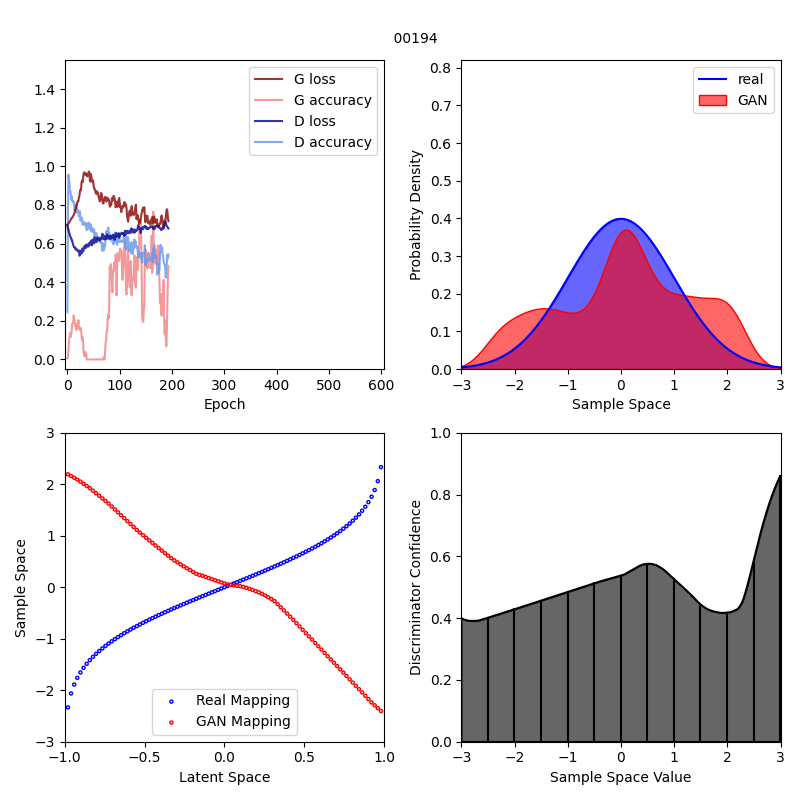 00194
G loss
G accuracy
D loss
D accuracy
1.4
1.2
1.0
0.8
0.6
0.4
0.2
0.0
0 100 200 300 400 500 600
Epoch
real
GAN
Probability Density
0.8
0.7
0.6
0.5
0.4
0.3
0.2
0.1
0.0
−3 −2 −1 0 1 2 3
Sample Space
Sample Space
3
2
1
0
−1
−2
−3
Real Mapping
GAN Mapping
−1.0 −0.5 0.0 0.5 1.0
Latent Space
Discriminator Confidence
1.0
0.8
0.6
0.4
0.2
0.0
−3 −2 −1 0 1 2 3
Sample Space Value